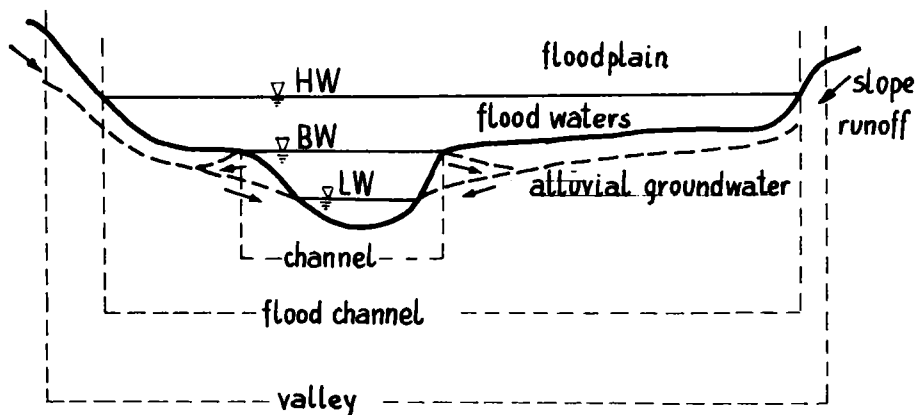 floodplain
HW
slope
runoff
flood waters
BW
LW
alluvial groundwater
channel
flood channel
valley